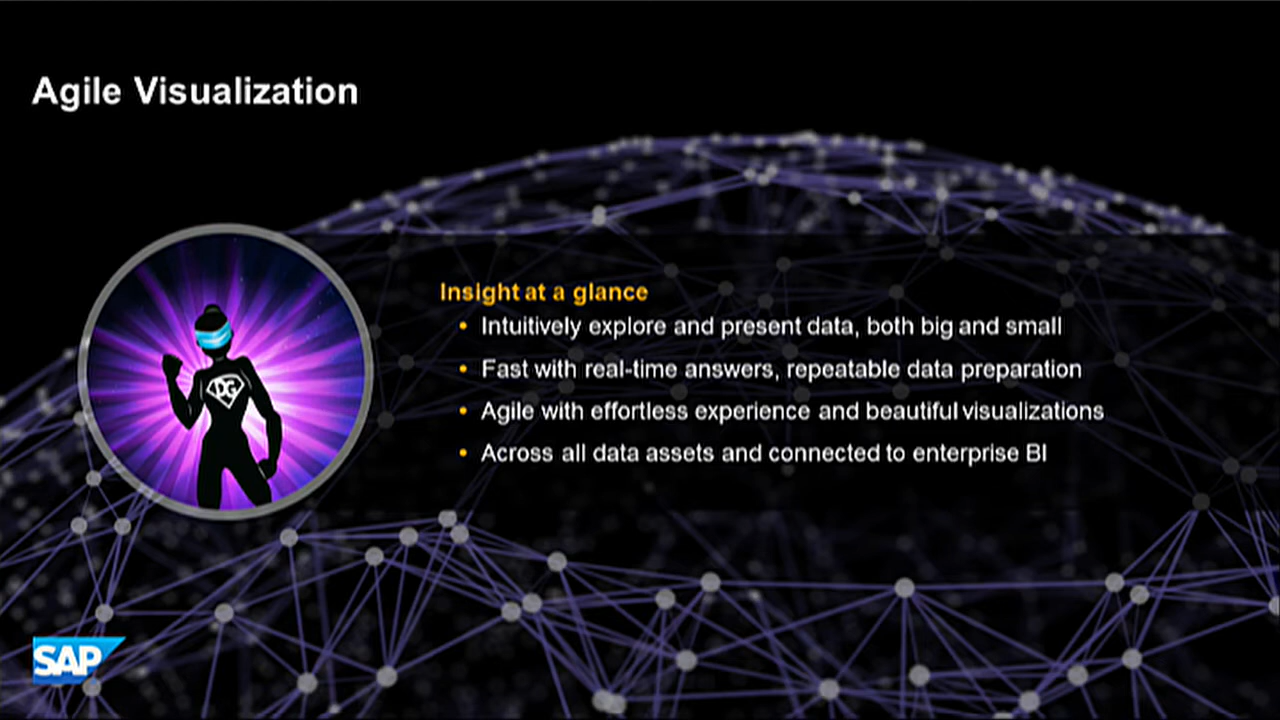 Agile Visualization
Insight at a glance
• Intuitively explore and present data, both big and small
• Fast with real-time answers, repeatable data preparation
• Agile with effortless experience and beautiful visualizations
• Across all data assets and connected to enterprise BI
DG
SAP